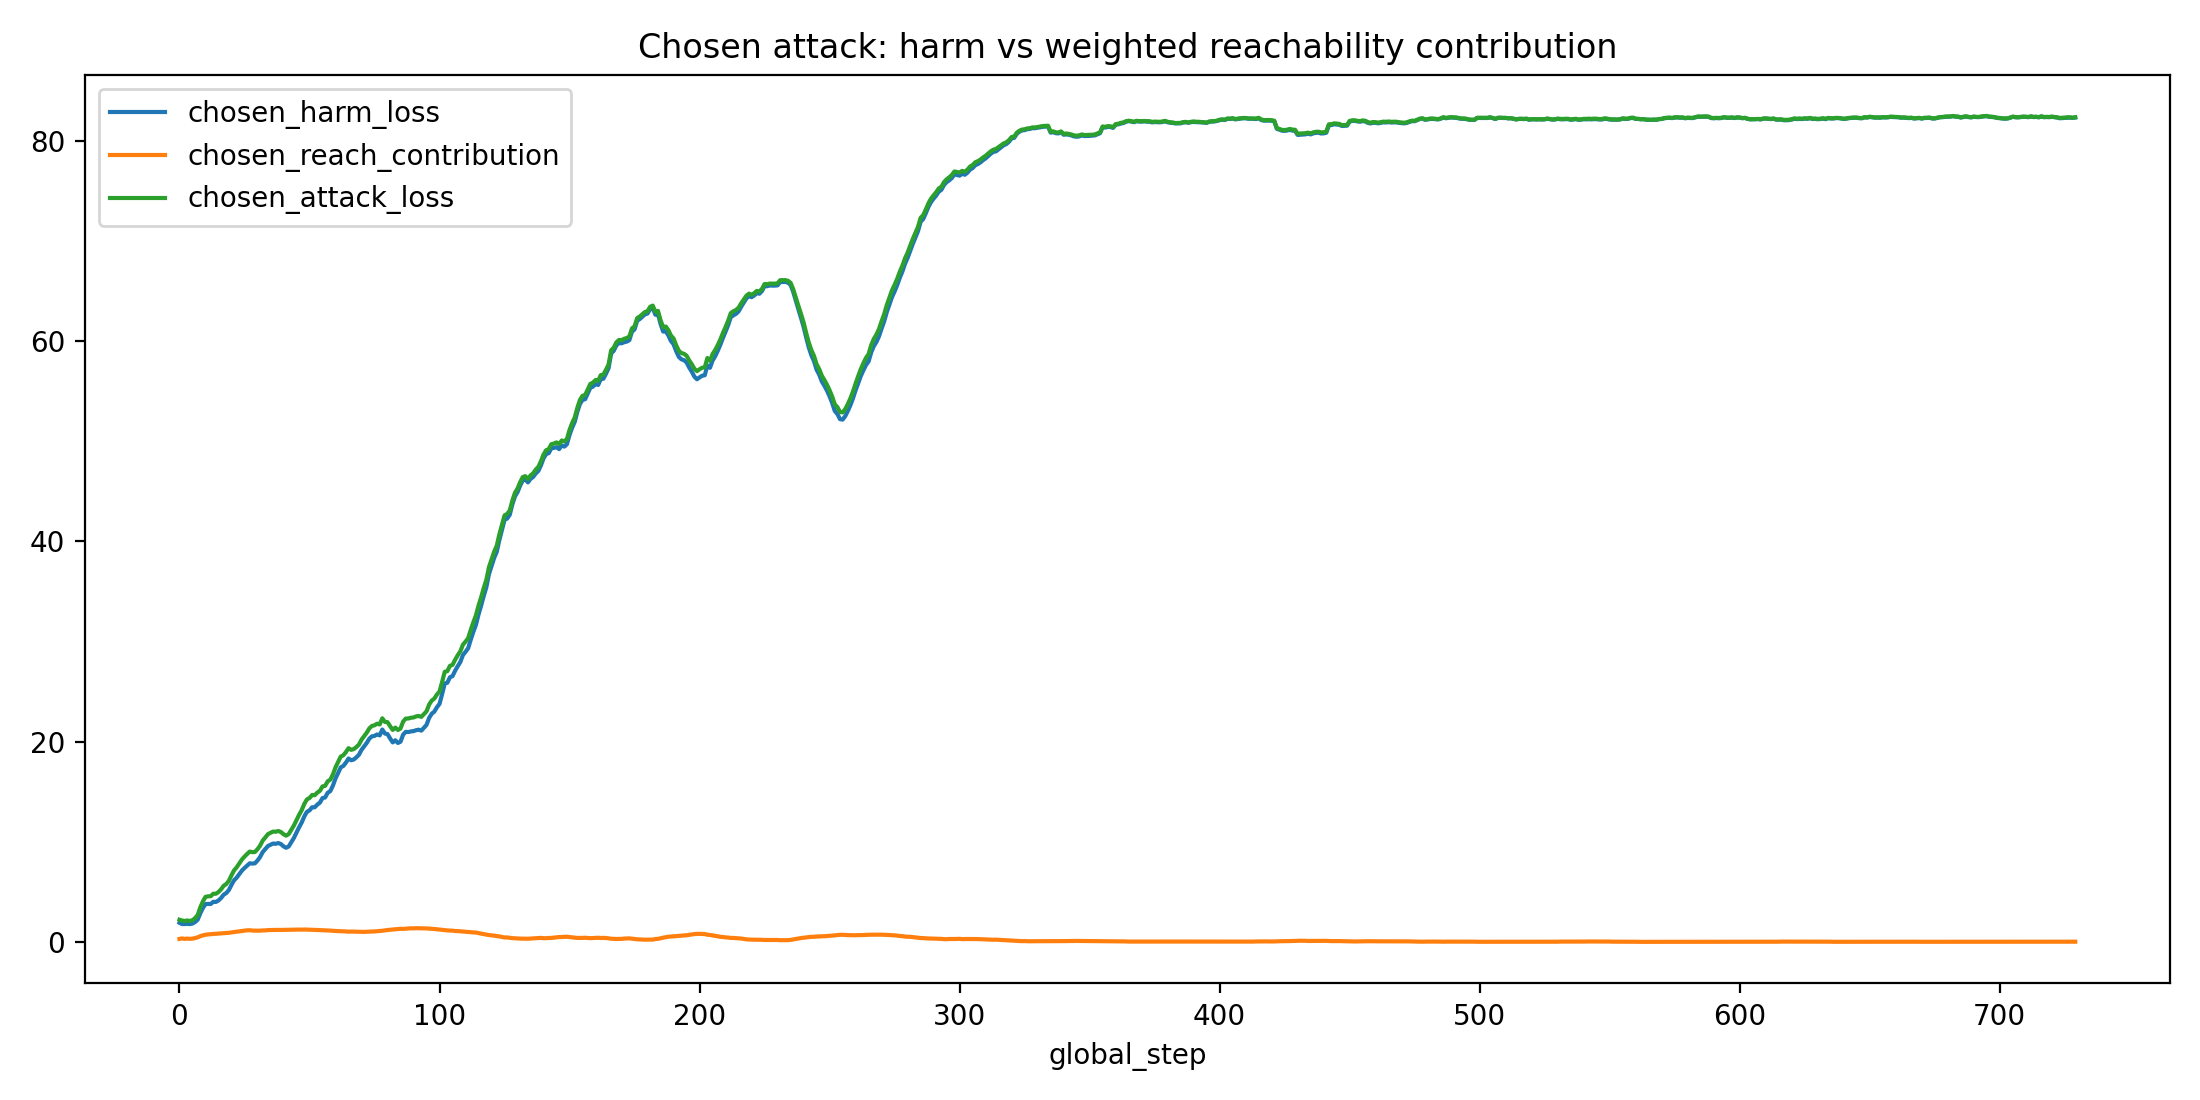 Chosen attack: harm vs weighted reachability contribution
chosen_harm_loss
chosen_reach_contribution
chosen_attack_loss
80
60
40
20
0
0 100 200 300 400 500 600 700
global_step